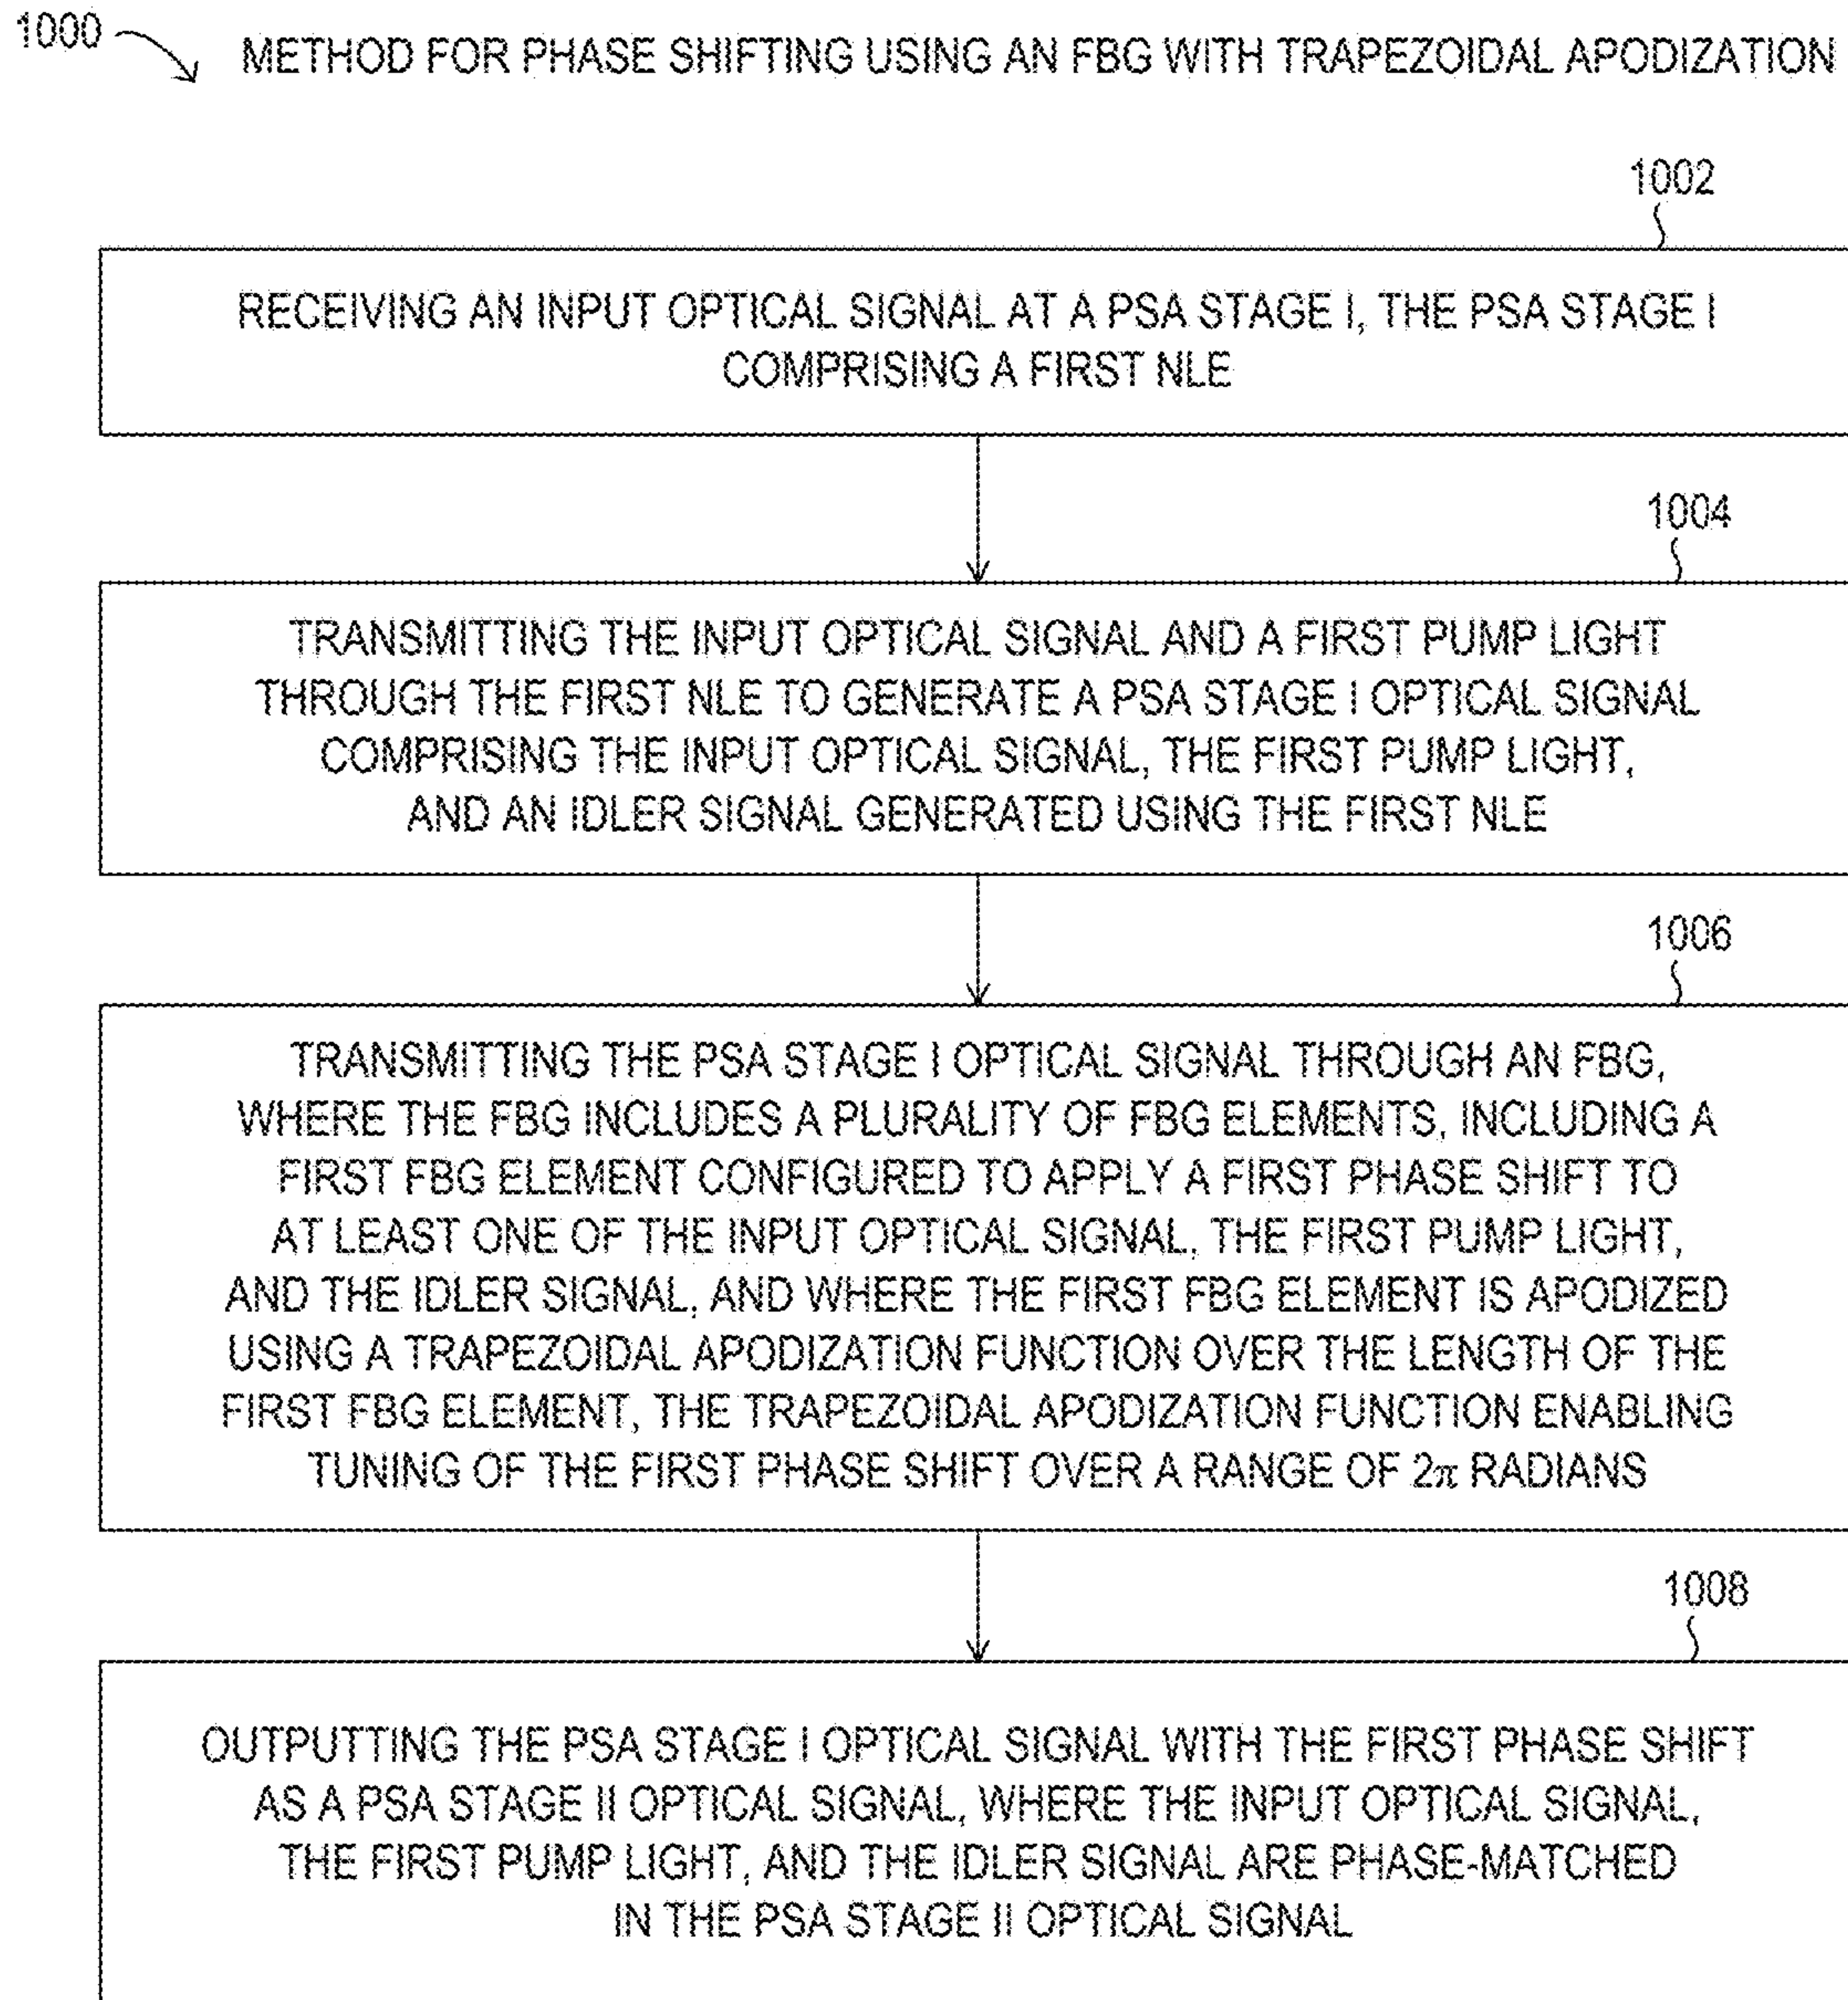 1000
METHOD FOR PHASE SHIFTING USING AN FBG WITH TRAPEZOIDAL APODIZATION
1002
RECEIVING AN INPUT OPTICAL SIGNAL AT A PSA STAGE I, THE PSA STAGE I
COMPRISING A FIRST NLE
1004
TRANSMITTING THE INPUT OPTICAL SIGNAL AND A FIRST PUMP LIGHT
THROUGH THE FIRST NLE TO GENERATE A PSA STAGE I OPTICAL SIGNAL
COMPRISING THE INPUT OPTICAL SIGNAL, THE FIRST PUMP LIGHT,
AND AN IDLER SIGNAL GENERATED USING THE FIRST NLE
1006
TRANSMITTING THE PSA STAGE I OPTICAL SIGNAL THROUGH AN FBG,
WHERE THE FBG INCLUDES A PLURALITY OF FBG ELEMENTS, INCLUDING A
FIRST FBG ELEMENT CONFIGURED TO APPLY A FIRST PHASE SHIFT TO
AT LEAST ONE OF THE INPUT OPTICAL SIGNAL, THE FIRST PUMP LIGHT,
AND THE IDLER SIGNAL, AND WHERE THE FIRST FBG ELEMENT IS APODIZED
USING A TRAPEZOIDAL APODIZATION FUNCTION OVER THE LENGTH OF THE
FIRST FBG ELEMENT, THE TRAPEZOIDAL APODIZATION FUNCTION ENABLING
TUNING OF THE FIRST PHASE SHIFT OVER A RANGE OF 2π RADIANS
1008
OUTPUTTING THE PSA STAGE I OPTICAL SIGNAL WITH THE FIRST PHASE SHIFT
AS A PSA STAGE II OPTICAL SIGNAL, WHERE THE INPUT OPTICAL SIGNAL,
THE FIRST PUMP LIGHT, AND THE IDLER SIGNAL ARE PHASE-MATCHED
IN THE PSA STAGE II OPTICAL SIGNAL